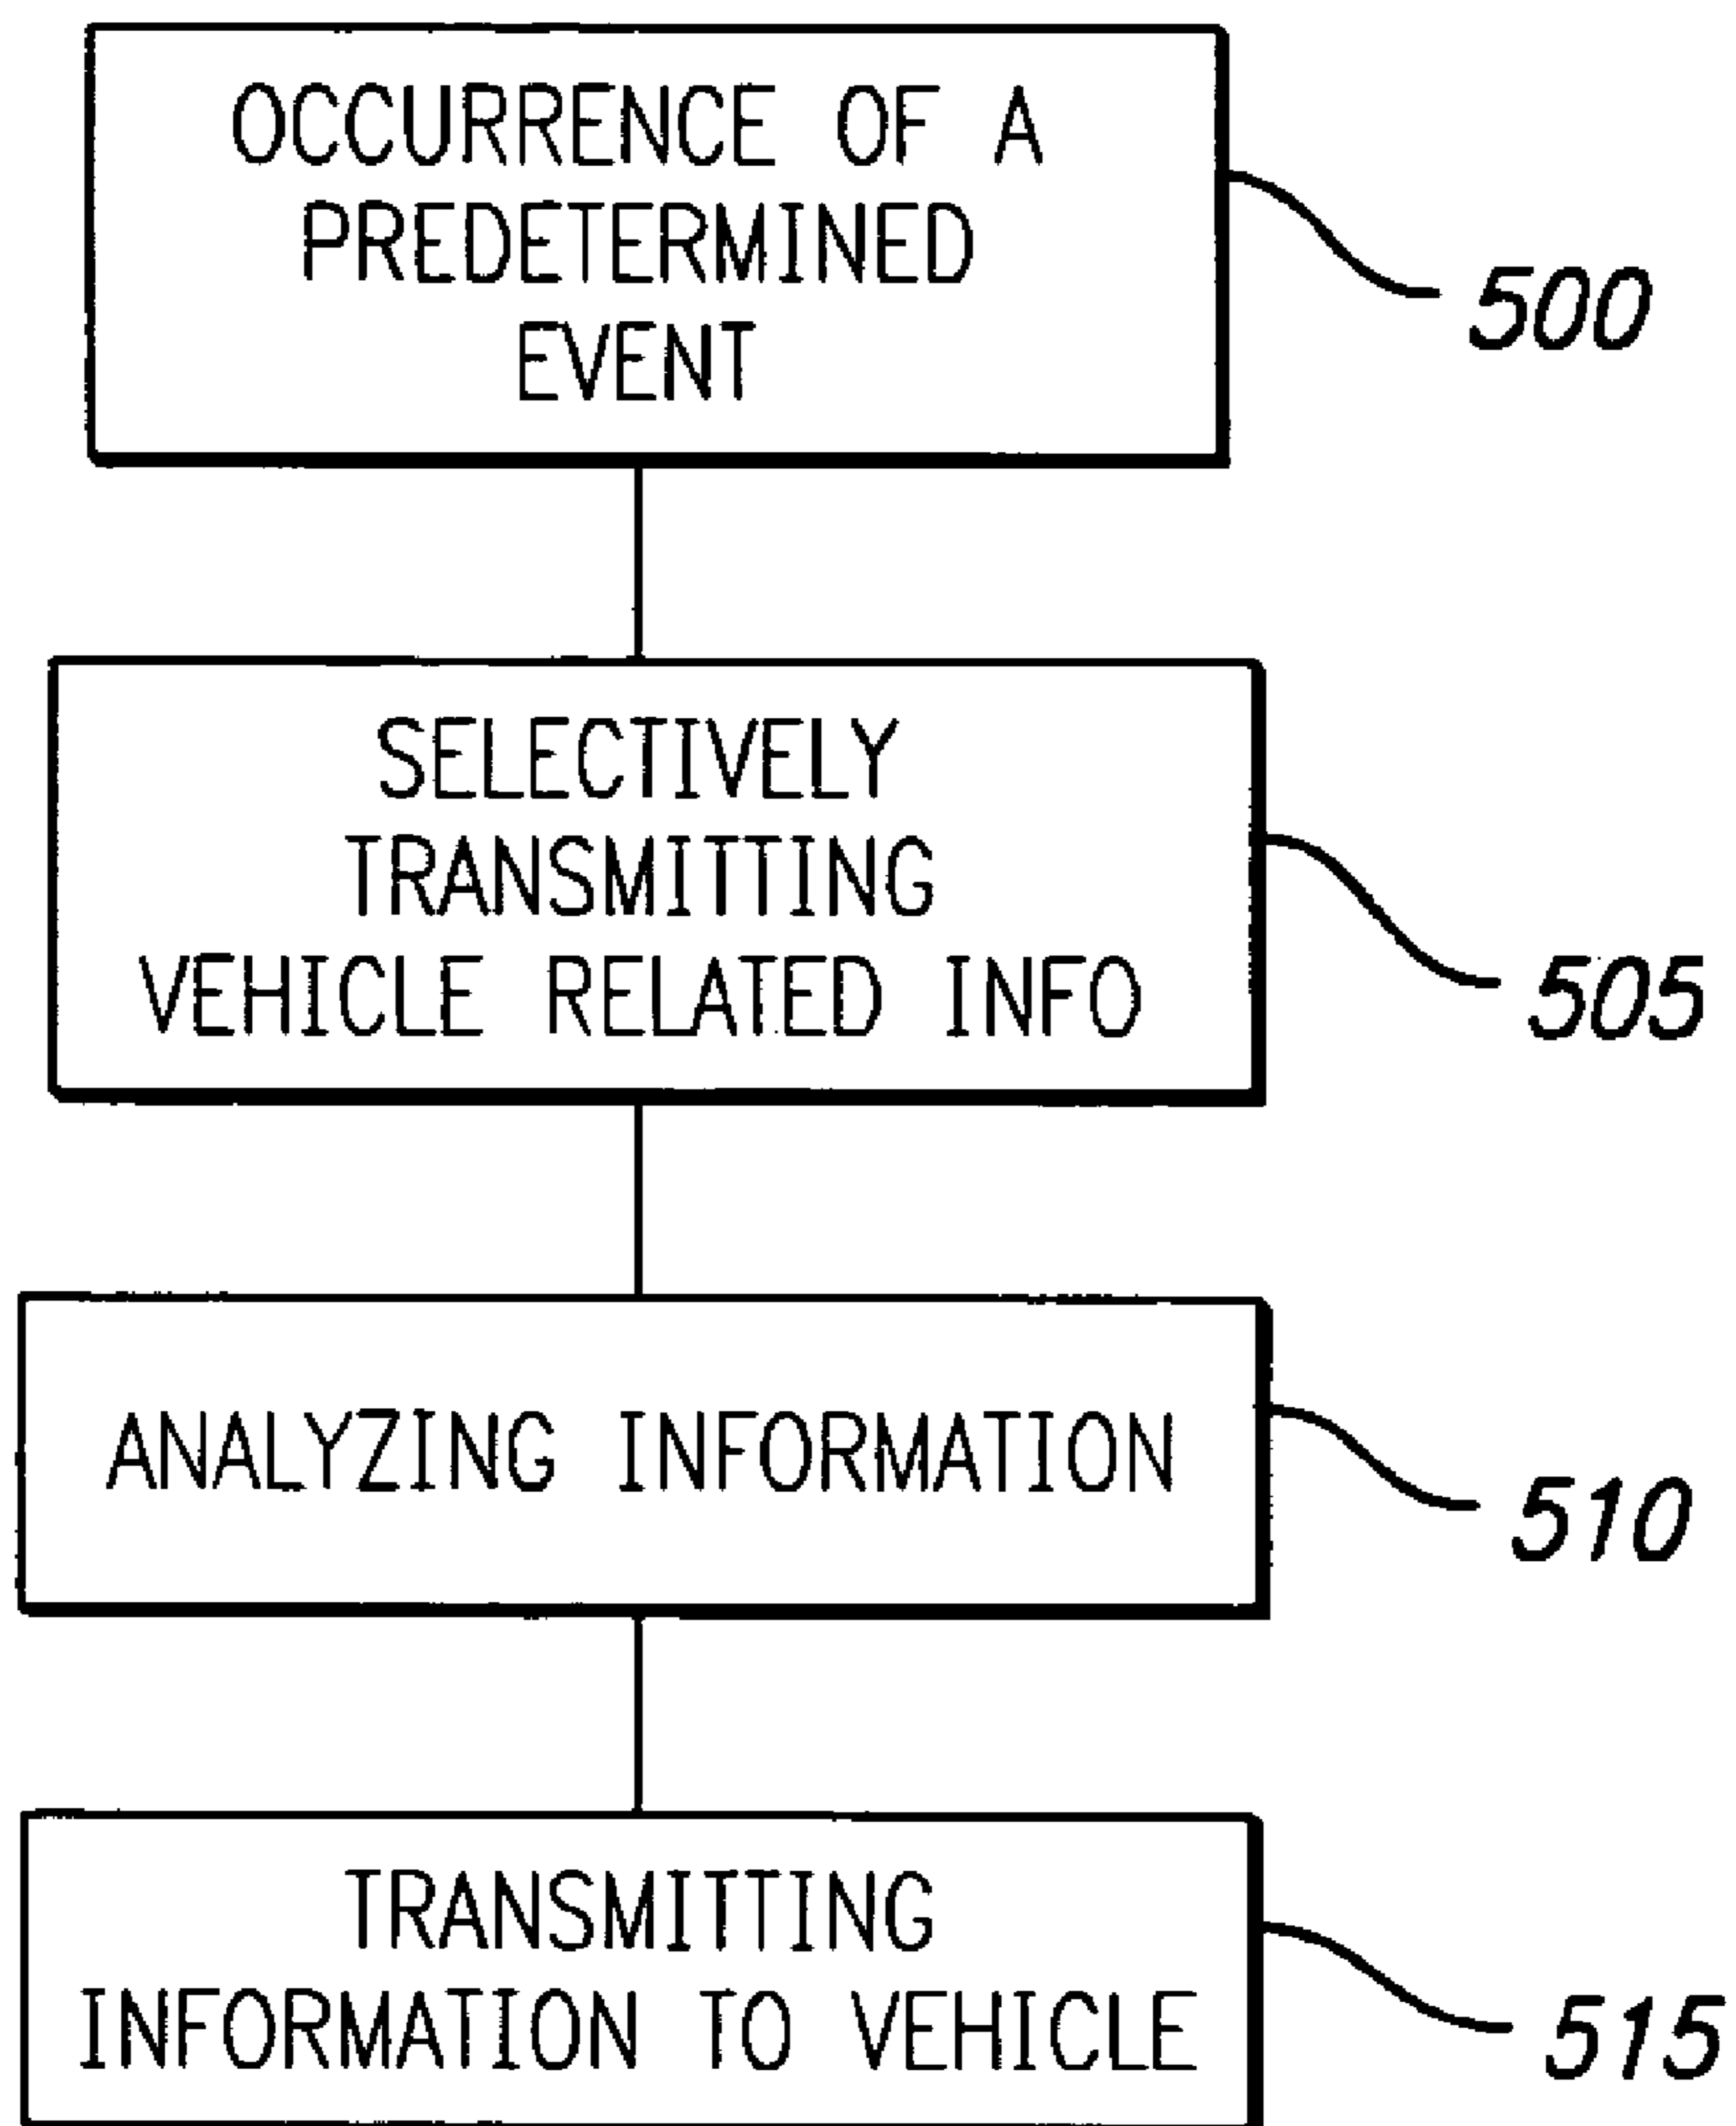 OCCURRENCE OF A
PREDETERMINED
EVENT
500
SELECTIVELY
TRANSMITTING
VEHICLE RELATED INFO
505
ANALYZING INFORMATION
510
TRANSMITTING
INFORMATION TO VEHICLE
515